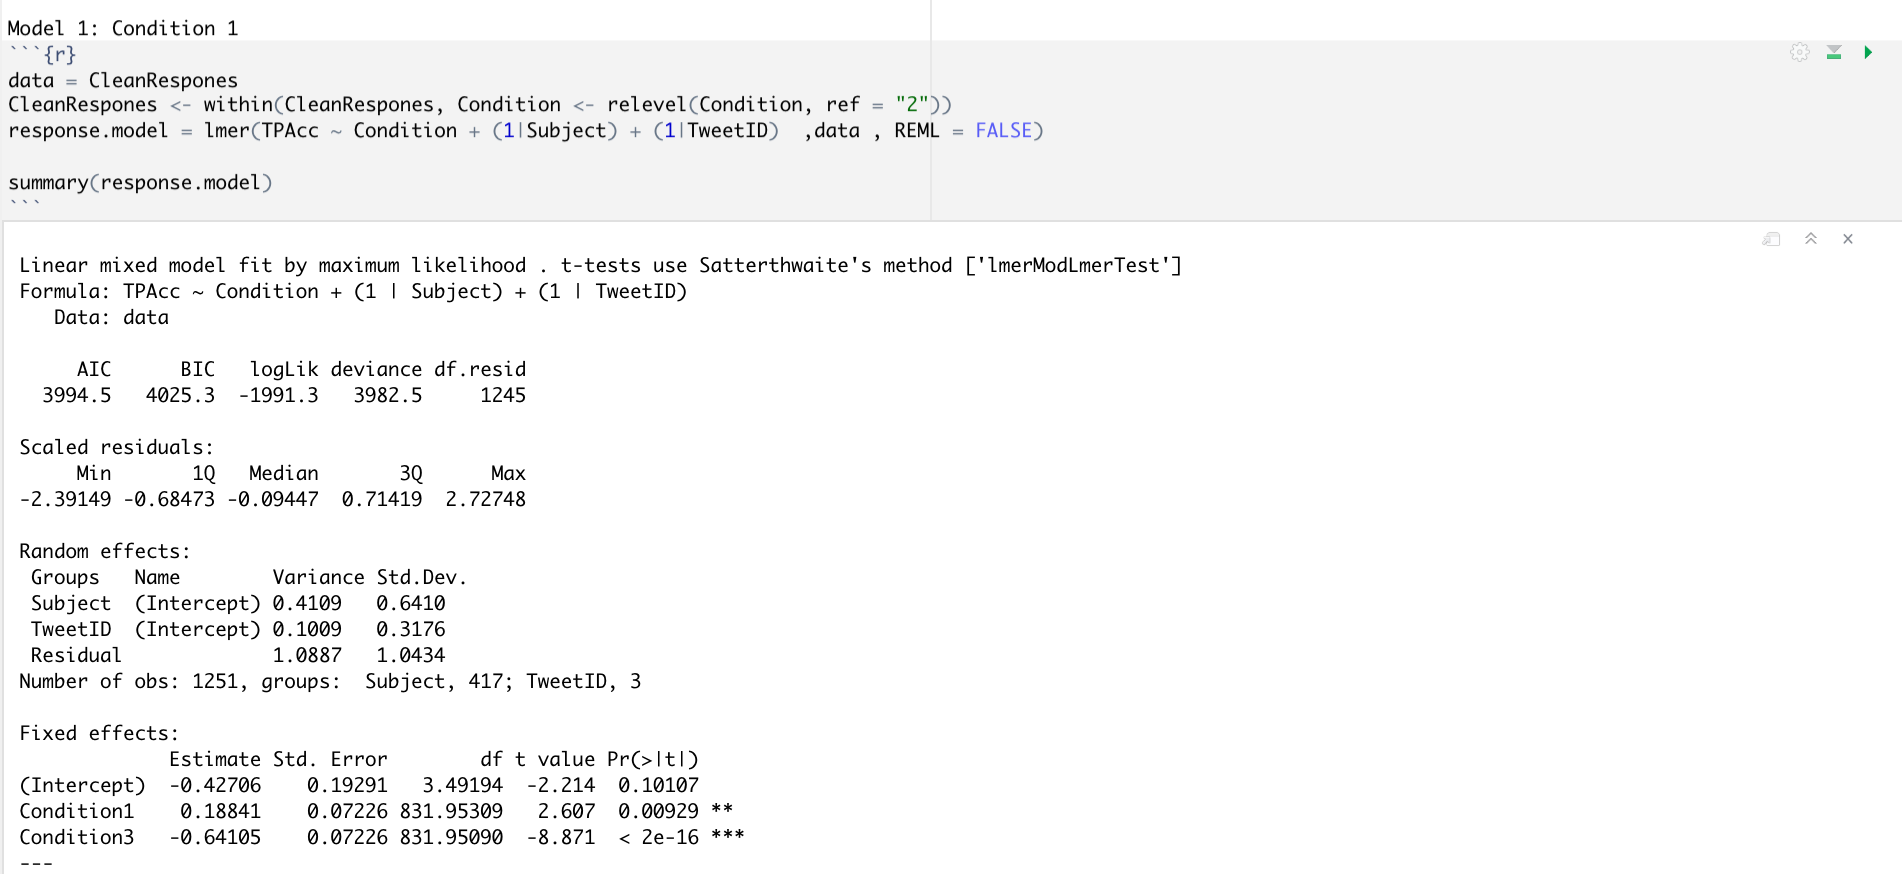 Model 1: Condition 1
```{r}
data = CleanRespones
CleanRespones <- within(CleanRespones, Condition <- relevel(Condition, ref = "2"))
response.model = lmer(TPAcc ~ Condition + (1|Subject) + (1|TweetID)  ,data , REML = FALSE)

summary(response.model)
```
Linear mixed model fit by maximum likelihood . t-tests use Satterthwaite's method ['lmerModLmerTest']
Formula: TPAcc ~ Condition + (1 | Subject) + (1 | TweetID)
   Data: data

     AIC      BIC   logLik deviance df.resid
  3994.5   4025.3  -1991.3   3982.5     1245

Scaled residuals:
     Min       1Q   Median       3Q      Max
-2.39149 -0.68473 -0.09447  0.71419  2.72748

Random effects:
 Groups   Name        Variance Std.Dev.
 Subject  (Intercept) 0.4109   0.6410
 TweetID  (Intercept) 0.1009   0.3176
 Residual             1.0887   1.0434
Number of obs: 1251, groups:  Subject, 417; TweetID, 3

Fixed effects:
             Estimate Std. Error        df t value Pr(>|t|)
(Intercept)  -0.42706    0.19291   3.49194  -2.214  0.10107
Condition1    0.18841    0.07226 831.95309   2.607  0.00929 **
Condition3   -0.64105    0.07226 831.95090  -8.871  < 2e-16 ***
---